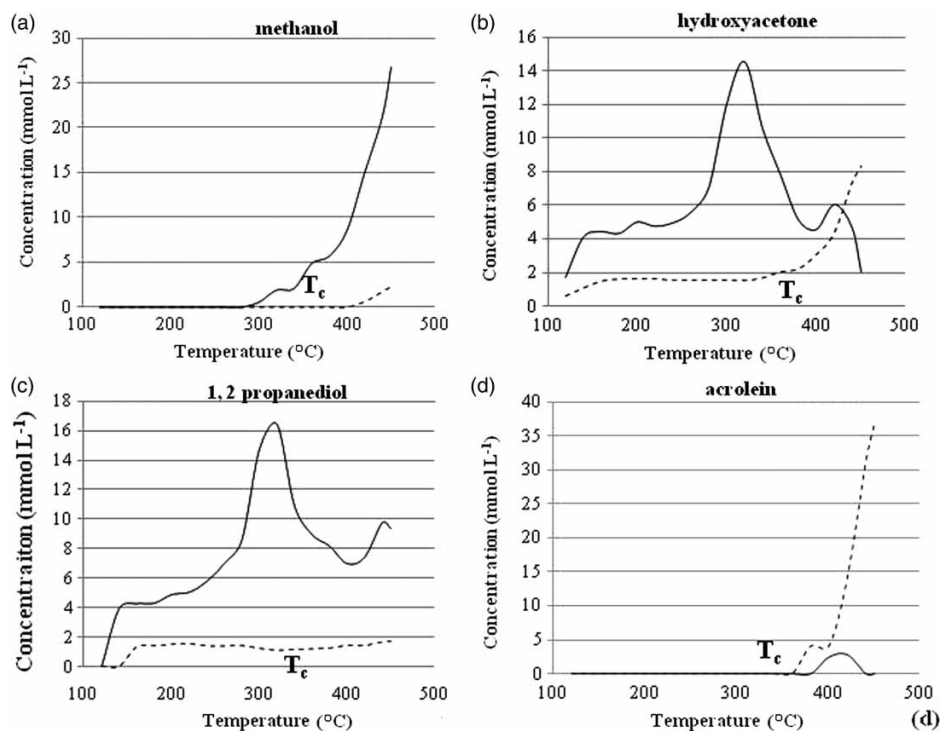 (a)
methanol
Concentration (mmol L⁻¹)
30
25
20
15
10
5
0
T_c
100 200 300 400 500
Temperature (°C)
(b)
hydroxyacetone
Concentration (mmol L⁻¹)
16
14
12
10
8
6
4
2
0
T_c
100 200 300 400 500
Temperature (°C)
(c)
1, 2 propanediol
Concentraiton (mmol L⁻¹)
18
16
14
12
10
8
6
4
2
0
T_c
100 200 300 400 500
Temperature (°C)
(d)
acrolein
Concentration (mmol L⁻¹)
40
35
30
25
20
15
10
5
0
T_c
100 200 300 400 500
Temperature (°C)
(d)